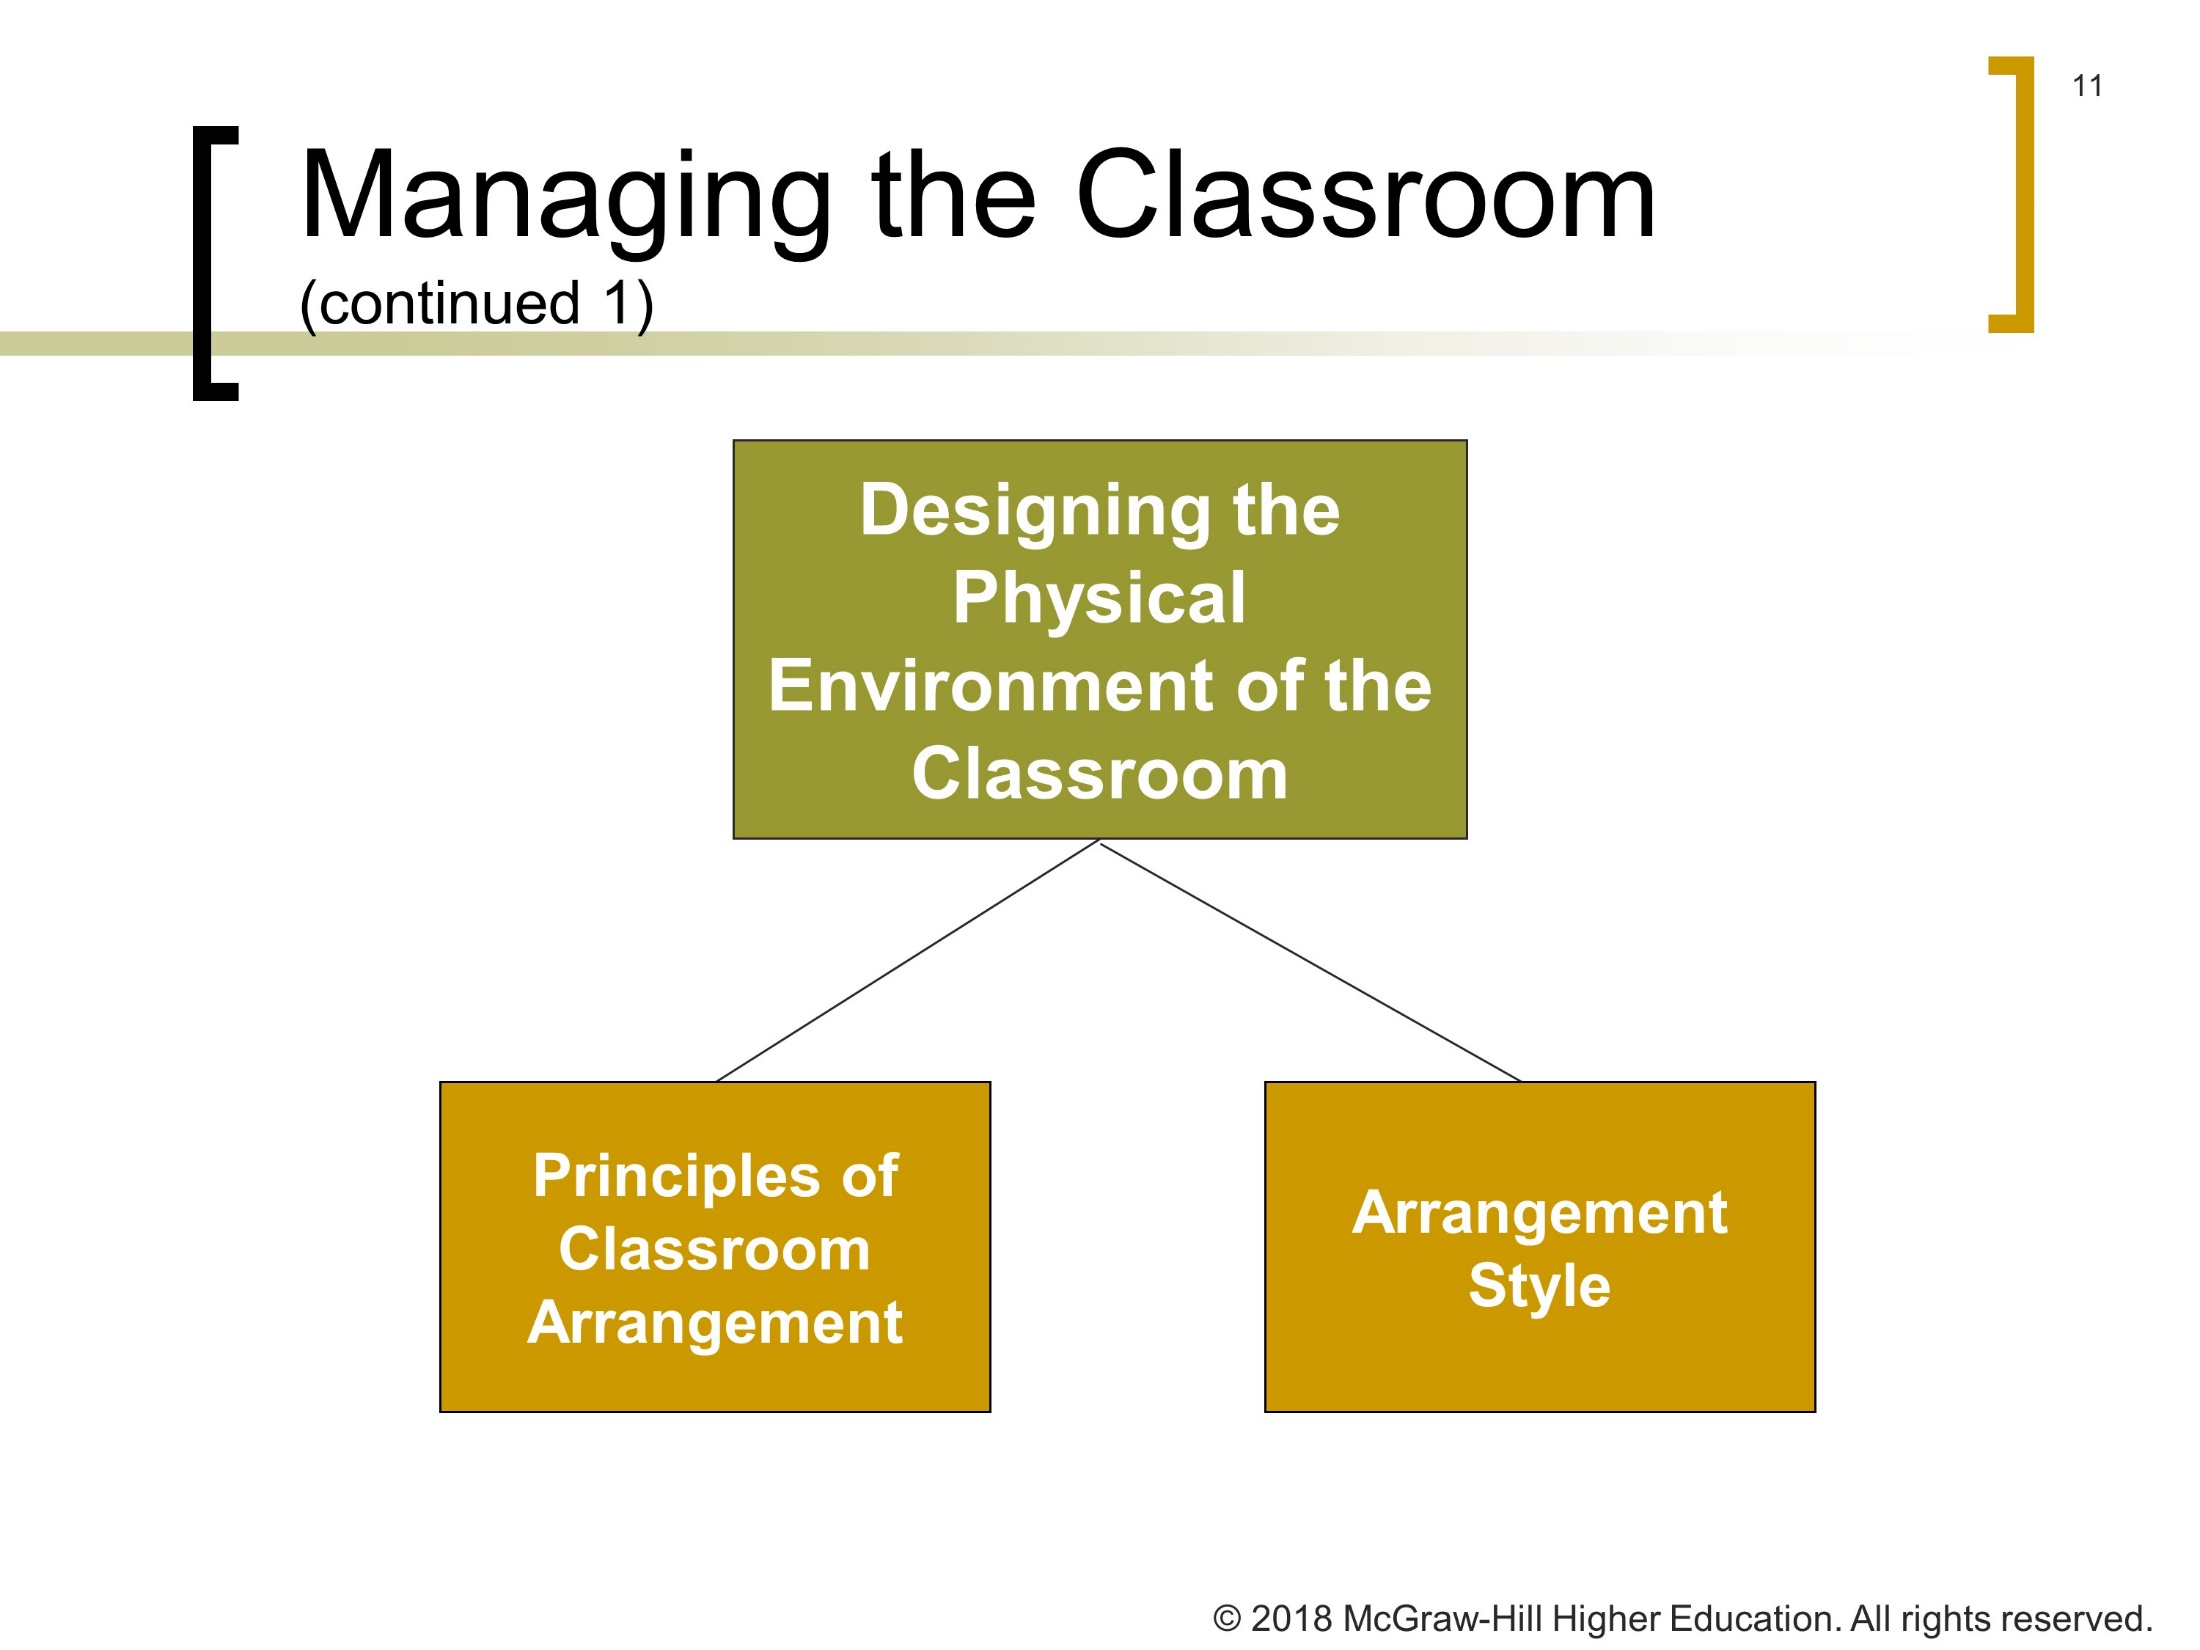 11
Managing the Classroom
(continued 1)
Designing the
Physical
Environment of the
Classroom
Principles of
Classroom
Arrangement
Arrangement
Style
© 2018 McGraw-Hill Higher Education. All rights reserved.